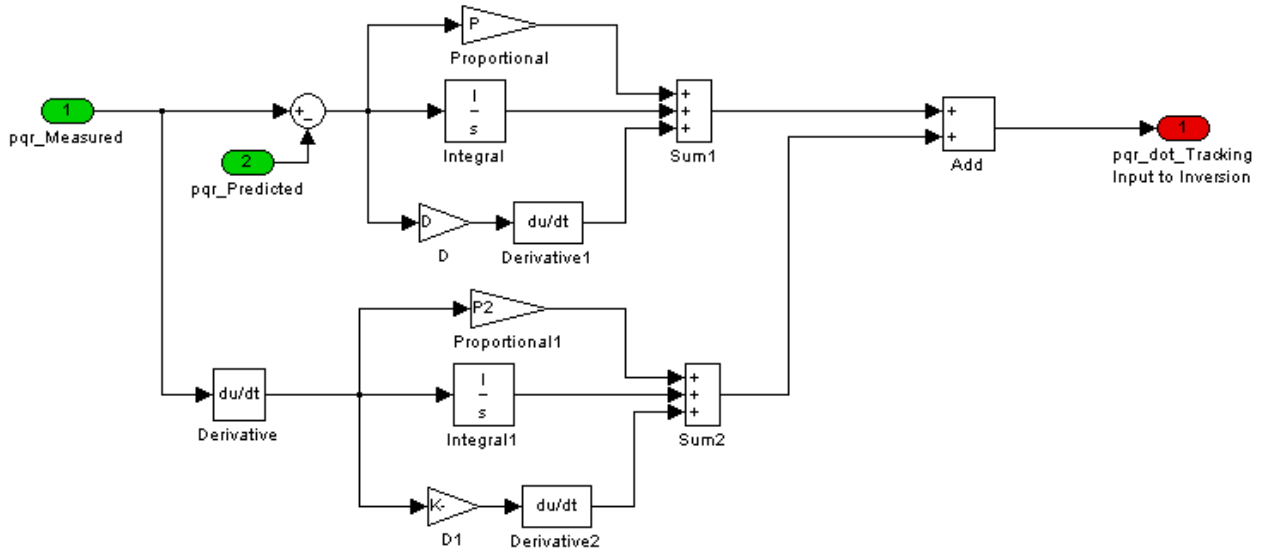 P
Proportional
1
pqr_Measured
+
-
2
pqr_Predicted
I
s
Integral
+
+
+
Sum1
+
+
Add
1
pqr_dot_Tracking
Input to Inversion
D
D
du/dt
Derivative1
P2
Proportional1
du/dt
Derivative
I
s
Integral1
+
+
+
Sum2
K-
D1
du/dt
Derivative2